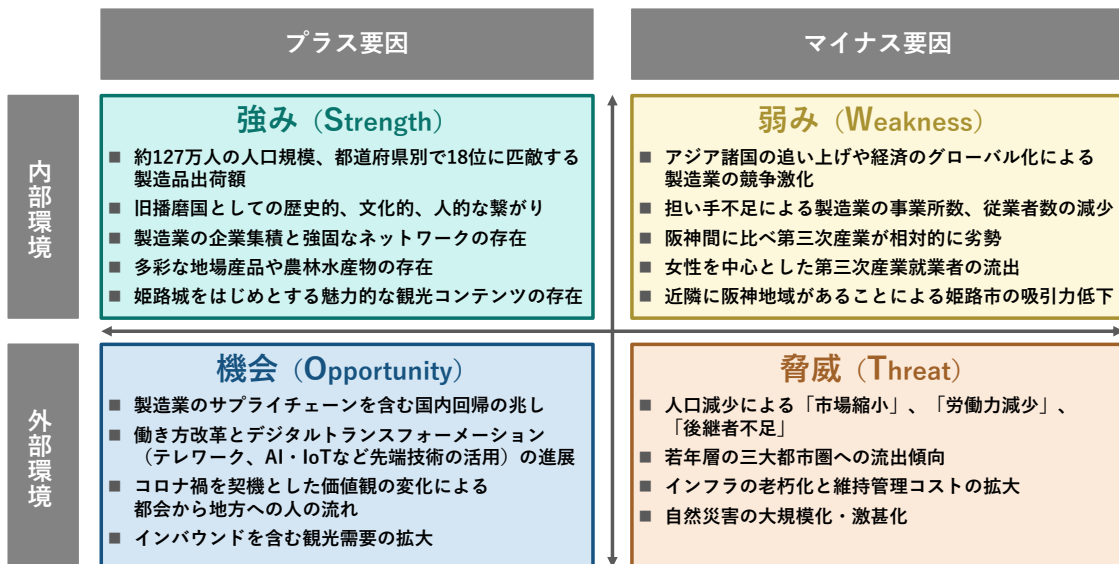 プラス要因
マイナス要因
内部環境
強み（Strength）
■ 約127万人の人口規模、都道府県別で18位に匹敵する
製造品出荷額
■ 旧播磨国としての歴史的、文化的、人的な繋がり
■ 製造業の企業集積と強固なネットワークの存在
■ 多彩な地場産品や農林水産物の存在
■ 姫路城をはじめとする魅力的な観光コンテンツの存在
弱み（Weakness）
■ アジア諸国の追い上げや経済のグローバル化による
製造業の競争激化
■ 担い手不足による製造業の事業所数、従業者数の減少
■ 阪神間に比べ第三次産業が相対的に劣勢
■ 女性を中心とした第三次産業就業者の流出
■ 近隣に阪神地域があることによる姫路市の吸引力低下
外部環境
機会（Opportunity）
■ 製造業のサプライチェーンを含む国内回帰の兆し
■ 働き方改革とデジタルトランスフォーメーション
（テレワーク、AI・IoTなど先端技術の活用）の進展
■ コロナ禍を契機とした価値観の変化による
都会から地方への人の流れ
■ インバウンドを含む観光需要の拡大
脅威（Threat）
■ 人口減少による「市場縮小」、「労働力減少」、
「後継者不足」
■ 若年層の三大都市圏への流出傾向
■ インフラの老朽化と維持管理コストの拡大
■ 自然災害の大規模化・激甚化